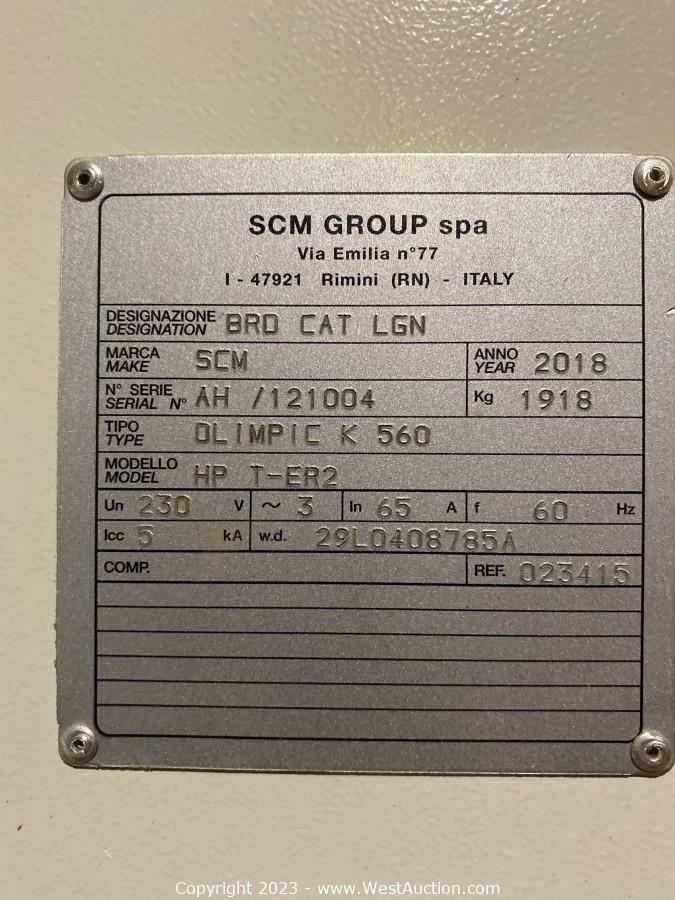 SCM GROUP spa
Via Emilia n°77
I - 47921 Rimini (RN) - ITALY
DESIGNAZIONE
DESIGNATION BRD CAT LGN
MARCA
MAKE SCM ANNO
YEAR 2018
N° SERIE
SERIAL N° AH /121004 Kg 1918
TIPO
TYPE OLIMPIC K 560
MODELLO
MODEL HP T-ER2
Un 230 V ~ 3 In 65 A f 60 Hz
Icc 5 kA w.d. 29L0408785A
COMP. REF. 023415
Copyright 2023 - www.WestAuction.com